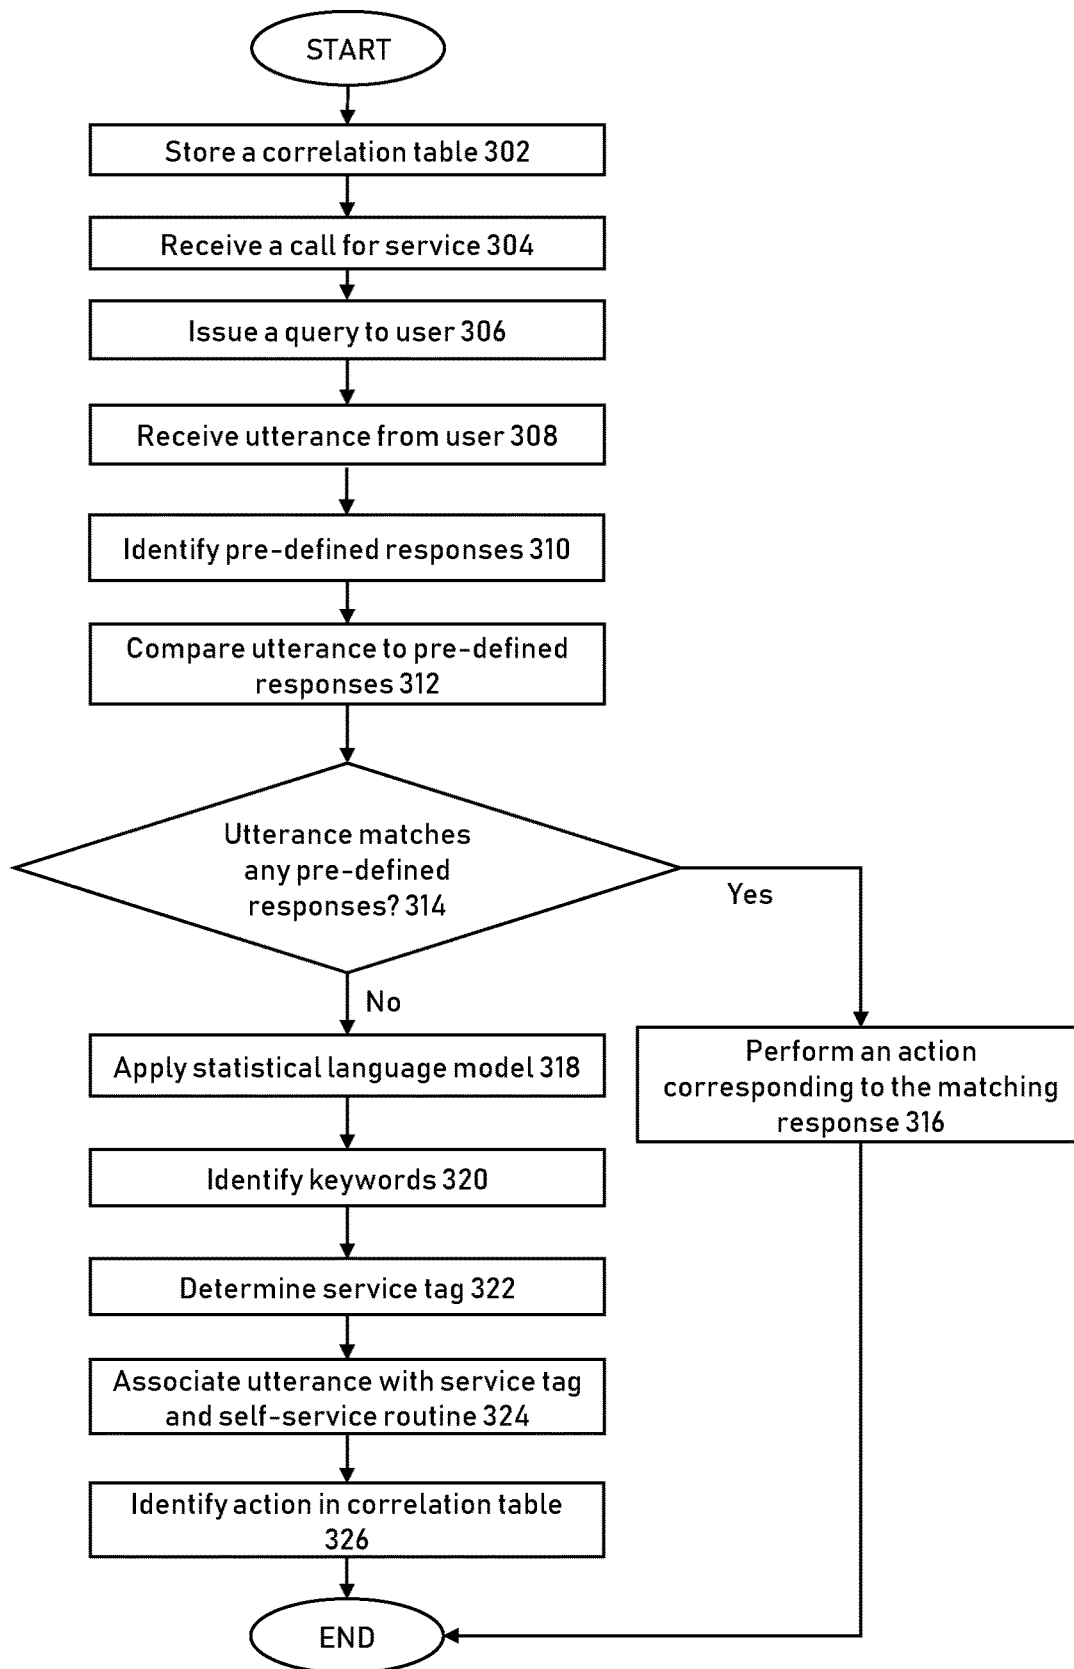 START
Store a correlation table 302
Receive a call for service 304
Issue a query to user 306
Receive utterance from user 308
Identify pre-defined responses 310
Compare utterance to pre-defined
responses 312
Utterance matches
any pre-defined
responses? 314
Yes
No
Apply statistical language model 318
Perform an action
corresponding to the matching
response 316
Identify keywords 320
Determine service tag 322
Associate utterance with service tag
and self-service routine 324
Identify action in correlation table
326
END